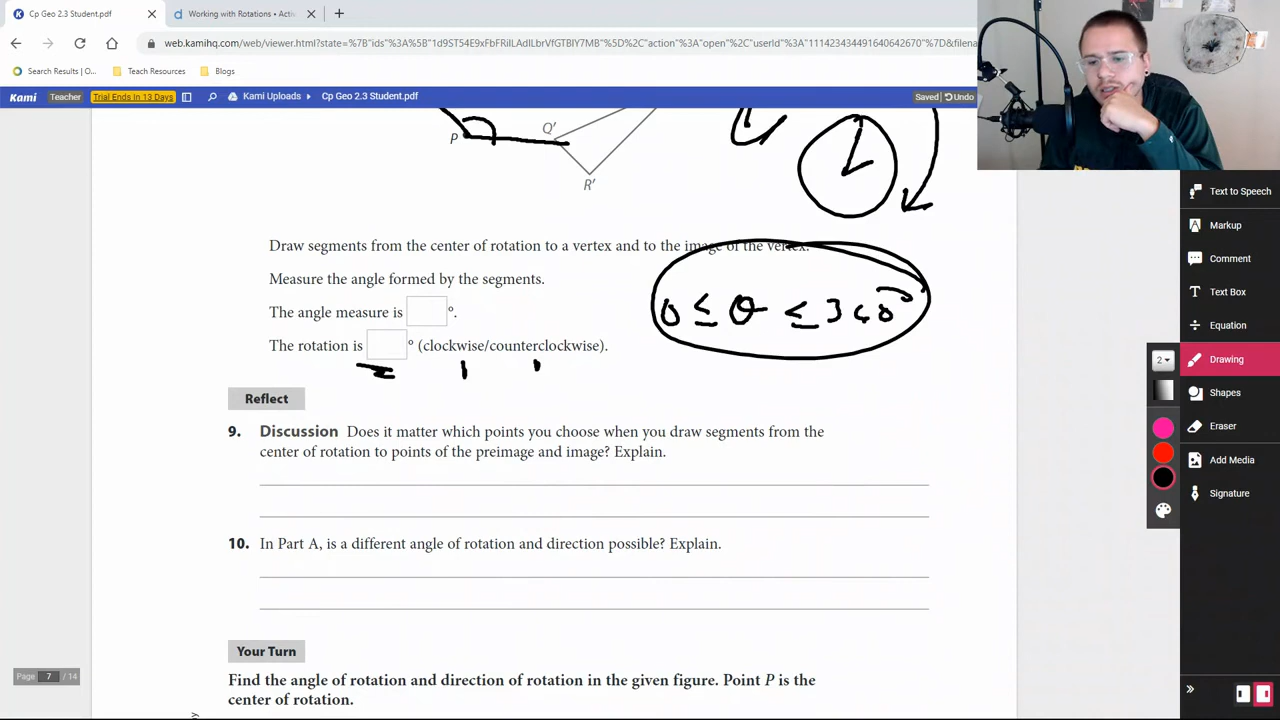 Cp Geo 2.3 Student.pdf
Working with Rotations - Activ
web.kamihq.com/web/viewer.html?state=%7B"ids"%3A%5B"1d9ST54E9xFbFRitLAdILbrVfGTBIY7MB"%5D%2C"action"%3A"open"%2C"userId"%3A"111423434491640642670"%7D&filena
Search Results | O...
Teach Resources
Blogs
Kami
Teacher
Trial Ends In 13 Days
Kami Uploads
Cp Geo 2.3 Student.pdf
Saved
Undo
P
Q′
R′
Draw segments from the center of rotation to a vertex and to the image of the vertex.
Measure the angle formed by the segments.
The angle measure is °.
0 ≤ θ ≤ 360°
The rotation is ° (clockwise/counterclockwise).
Reflect
9. Discussion Does it matter which points you choose when you draw segments from the
center of rotation to points of the preimage and image? Explain.
10. In Part A, is a different angle of rotation and direction possible? Explain.
Your Turn
Find the angle of rotation and direction of rotation in the given figure. Point P is the
center of rotation.
y
Page 7 / 14
Text to Speech
Markup
Comment
Text Box
Equation
Drawing
2
Shapes
Eraser
Add Media
Signature